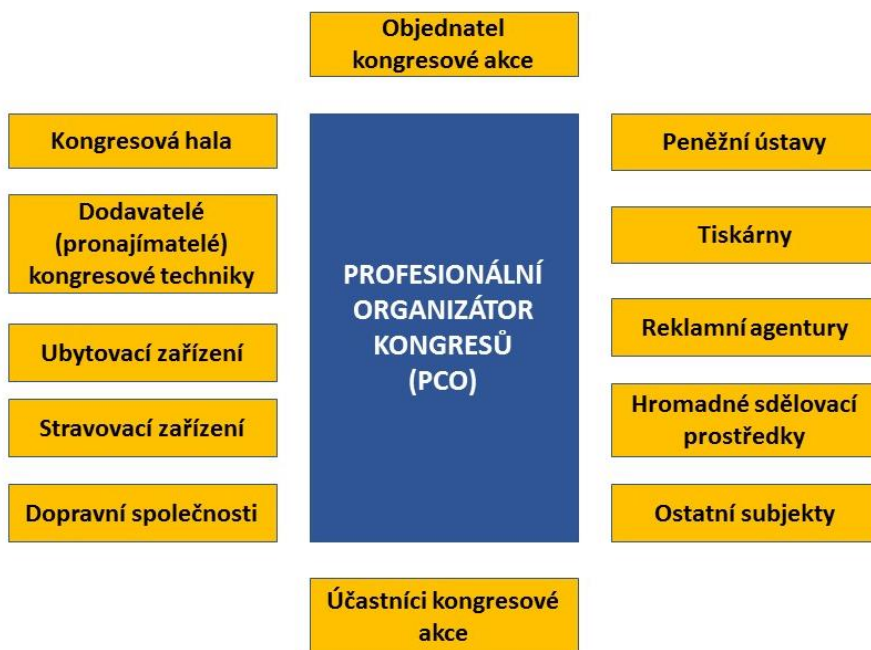 Objednatel
kongresové akce
Kongresová hala
Dodavatelé
(pronajímatelé)
kongresové techniky
Ubytovací zařízení
Stravovací zařízení
Dopravní společnosti
PROFESIONÁLNÍ
ORGANIZÁTOR
KONGRESŮ
(PCO)
Peněžní ústavy
Tiskárny
Reklamní agentury
Hromadné sdělovací
prostředky
Ostatní subjekty
Účastníci kongresové
akce